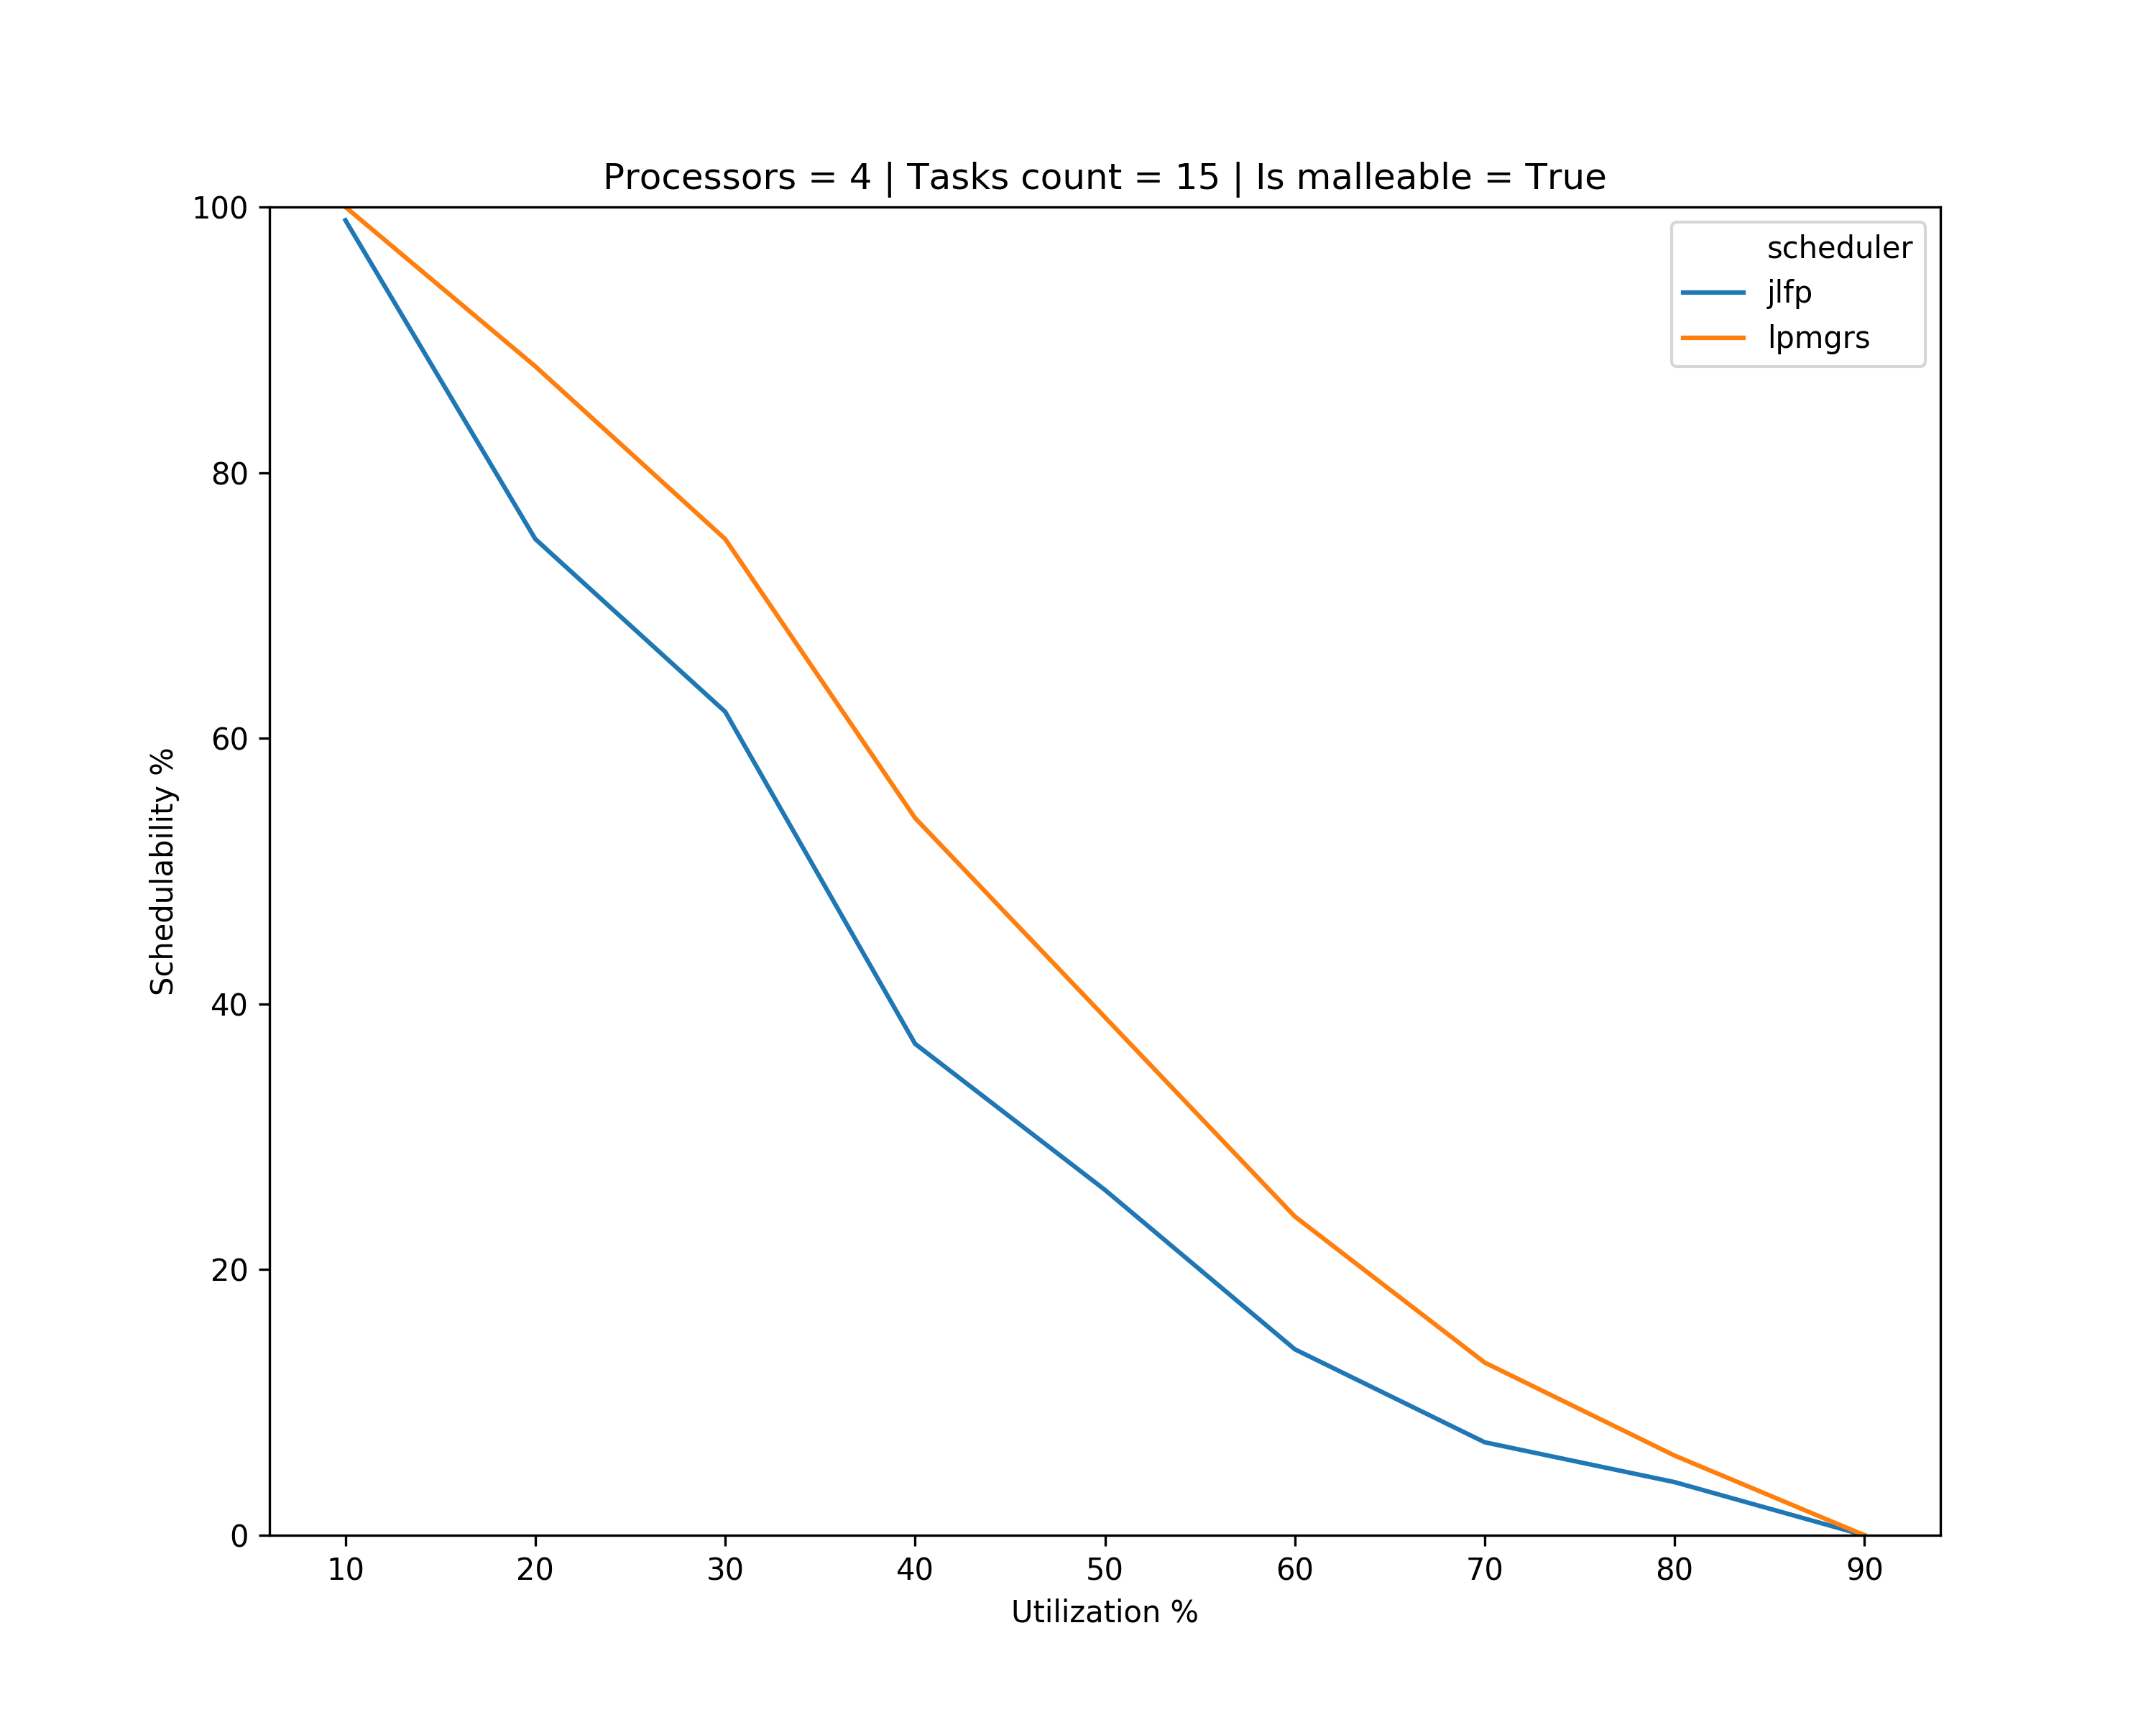 Processors = 4 | Tasks count = 15 | Is malleable = True
scheduler
jlfp
lpmgrs
Schedulability %
100
80
60
40
20
0
10 20 30 40 50 60 70 80 90
Utilization %